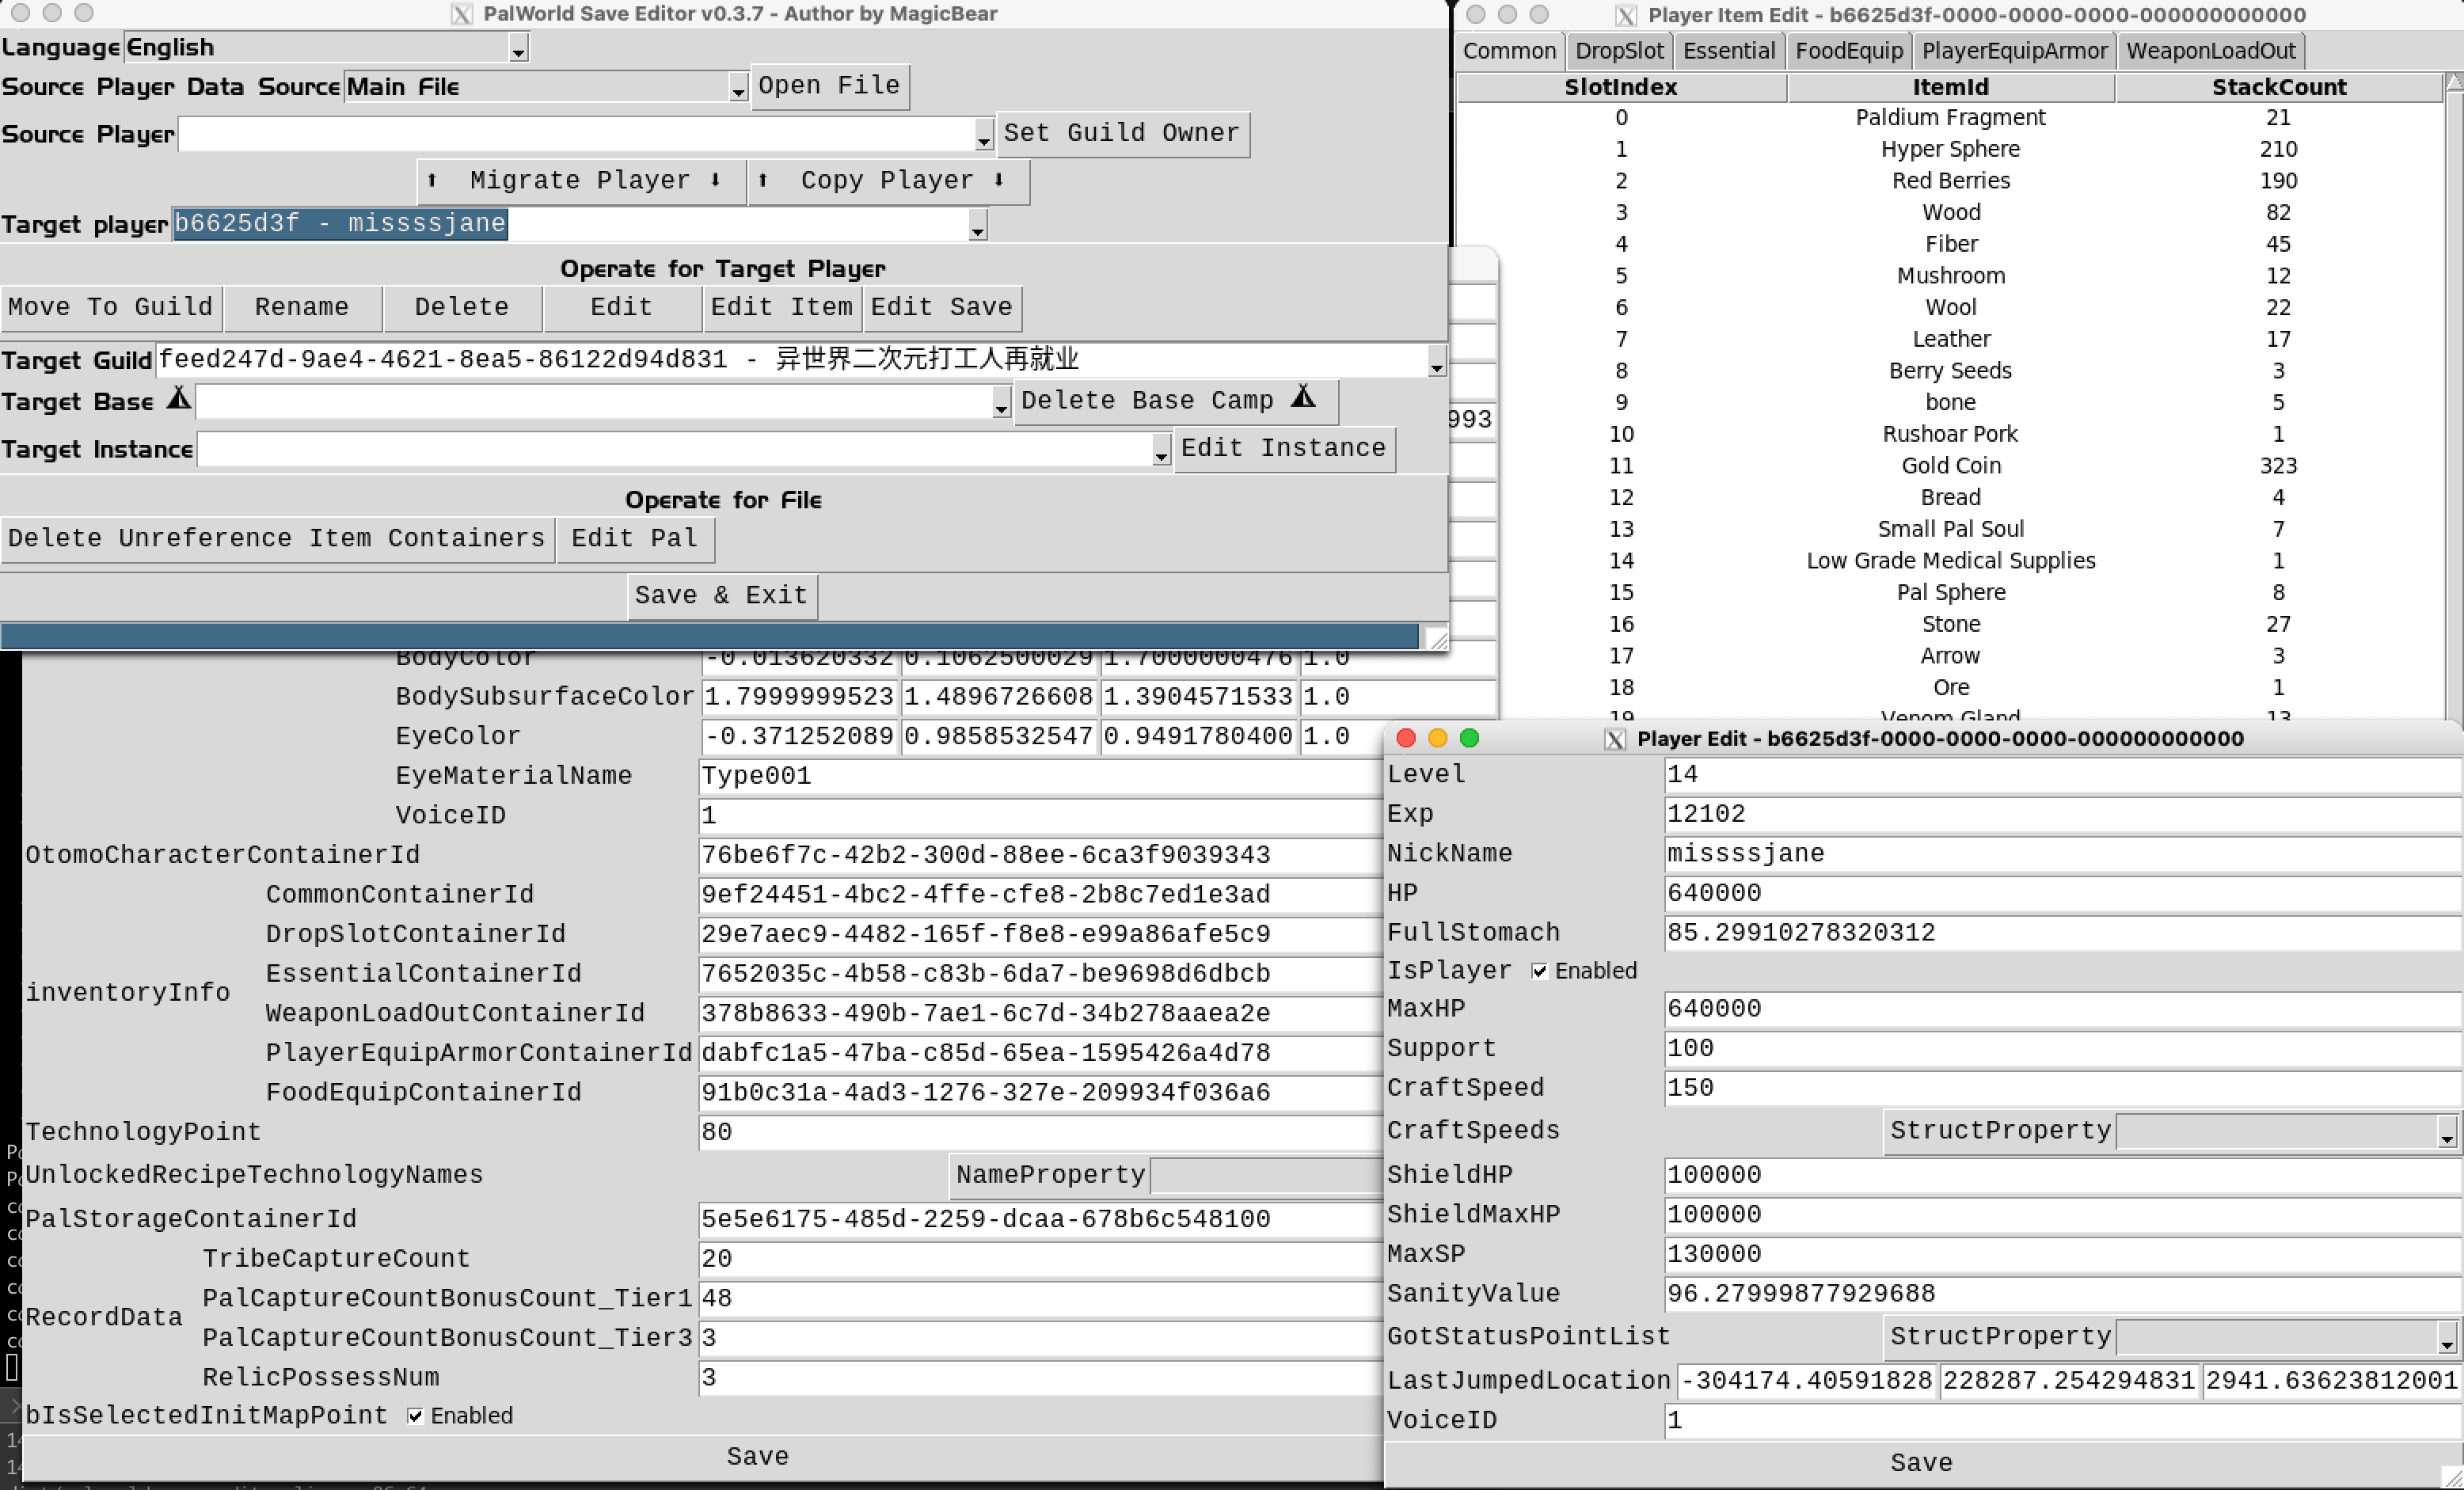 PalWorld Save Editor v0.3.7 - Author by MagicBear
Language English
Source Player Data Source Main File Open File
Source Player Set Guild Owner
⬆ Migrate Player ⬇ ⬆ Copy Player ⬇
Target player b6625d3f - missssjane
Operate for Target Player
Move To Guild Rename Delete Edit Edit Item Edit Save
Target Guild feed247d-9ae4-4621-8ea5-86122d94d831 - 异世界二次元打工人再就业
Target Base Delete Base Camp
Target Instance Edit Instance
Operate for File
Delete Unreference Item Containers Edit Pal
Save & Exit
Player Item Edit - b6625d3f-0000-0000-0000-000000000000
Common DropSlot Essential FoodEquip PlayerEquipArmor WeaponLoadOut
SlotIndex ItemId StackCount
0 Paldium Fragment 21
1 Hyper Sphere 210
2 Red Berries 190
3 Wood 82
4 Fiber 45
5 Mushroom 12
6 Wool 22
7 Leather 17
8 Berry Seeds 3
9 bone 5
10 Rushoar Pork 1
11 Gold Coin 323
12 Bread 4
13 Small Pal Soul 7
14 Low Grade Medical Supplies 1
15 Pal Sphere 8
16 Stone 27
17 Arrow 3
18 Ore 1
19 Venom Gland 13
993
BodyColor -0.013620332 0.1062500029 1.7000000476 1.0
BodySubsurfaceColor 1.7999999523 1.4896726608 1.3904571533 1.0
EyeColor -0.371252089 0.9858532547 0.9491780400 1.0
EyeMaterialName Type001
VoiceID 1
OtomoCharacterContainerId 76be6f7c-42b2-300d-88ee-6ca3f9039343
inventoryInfo
CommonContainerId 9ef24451-4bc2-4ffe-cfe8-2b8c7ed1e3ad
DropSlotContainerId 29e7aec9-4482-165f-f8e8-e99a86afe5c9
EssentialContainerId 7652035c-4b58-c83b-6da7-be9698d6dbcb
WeaponLoadOutContainerId 378b8633-490b-7ae1-6c7d-34b278aaea2e
PlayerEquipArmorContainerId dabfc1a5-47ba-c85d-65ea-1595426a4d78
FoodEquipContainerId 91b0c31a-4ad3-1276-327e-209934f036a6
TechnologyPoint 80
UnlockedRecipeTechnologyNames NameProperty
PalStorageContainerId 5e5e6175-485d-2259-dcaa-678b6c548100
RecordData
TribeCaptureCount 20
PalCaptureCountBonusCount_Tier1 48
PalCaptureCountBonusCount_Tier3 3
RelicPossessNum 3
bIsSelectedInitMapPoint Enabled
Save
Player Edit - b6625d3f-0000-0000-0000-000000000000
Level 14
Exp 12102
NickName missssjane
HP 640000
FullStomach 85.29910278320312
IsPlayer Enabled
MaxHP 640000
Support 100
CraftSpeed 150
CraftSpeeds StructProperty
ShieldHP 100000
ShieldMaxHP 100000
MaxSP 130000
SanityValue 96.27999877929688
GotStatusPointList StructProperty
LastJumpedLocation -304174.40591828 228287.254294831 2941.63623812001
VoiceID 1
Save